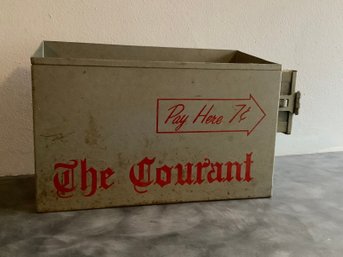 Pay Here 7¢
The Courant